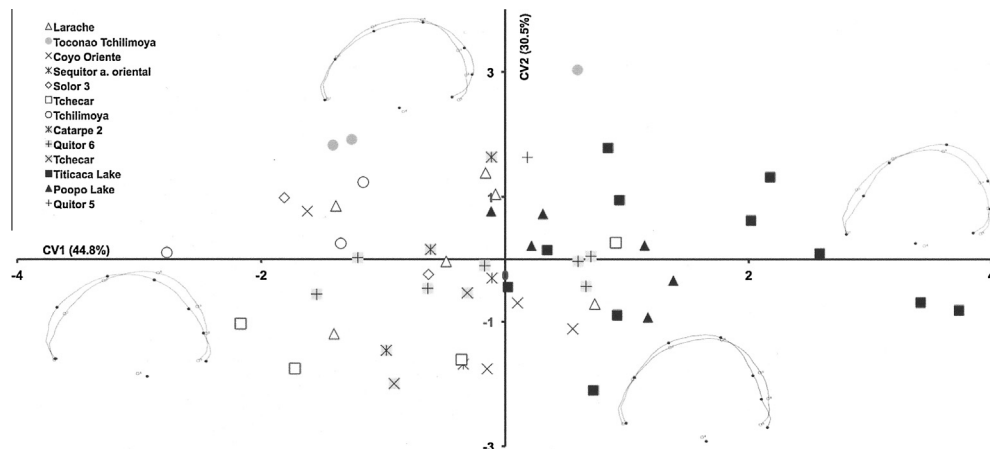 Larache
Toconao Tchilimoya
Coyo Oriente
Sequitor a. oriental
Solor 3
Tchecar
Tchilimoya
Catarpe 2
Quitor 6
Tchecar
Titicaca Lake
Poopo Lake
Quitor 5
CV2 (30.5%)
3
1
CV1 (44.8%)
-4
-2
0
2
4
-1
-3